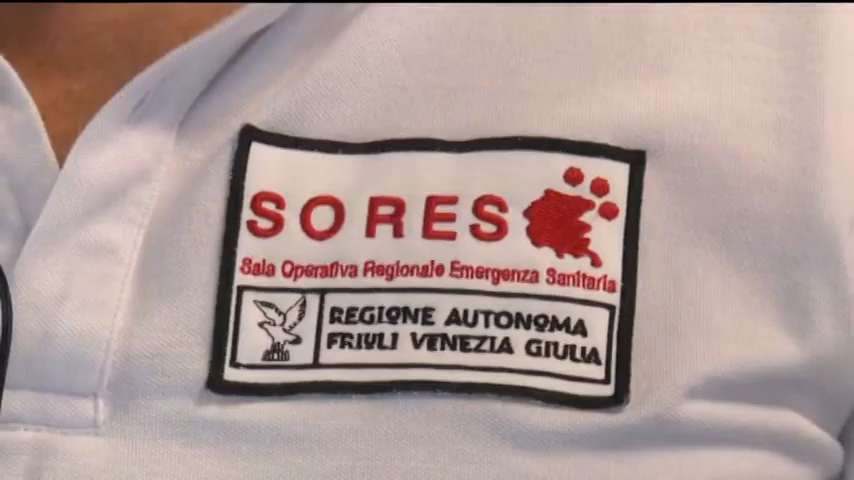 SORES
Sala Operativa Regionale Emergenza Sanitaria
REGIONE AUTONOMA
FRIULI VENEZIA GIULIA